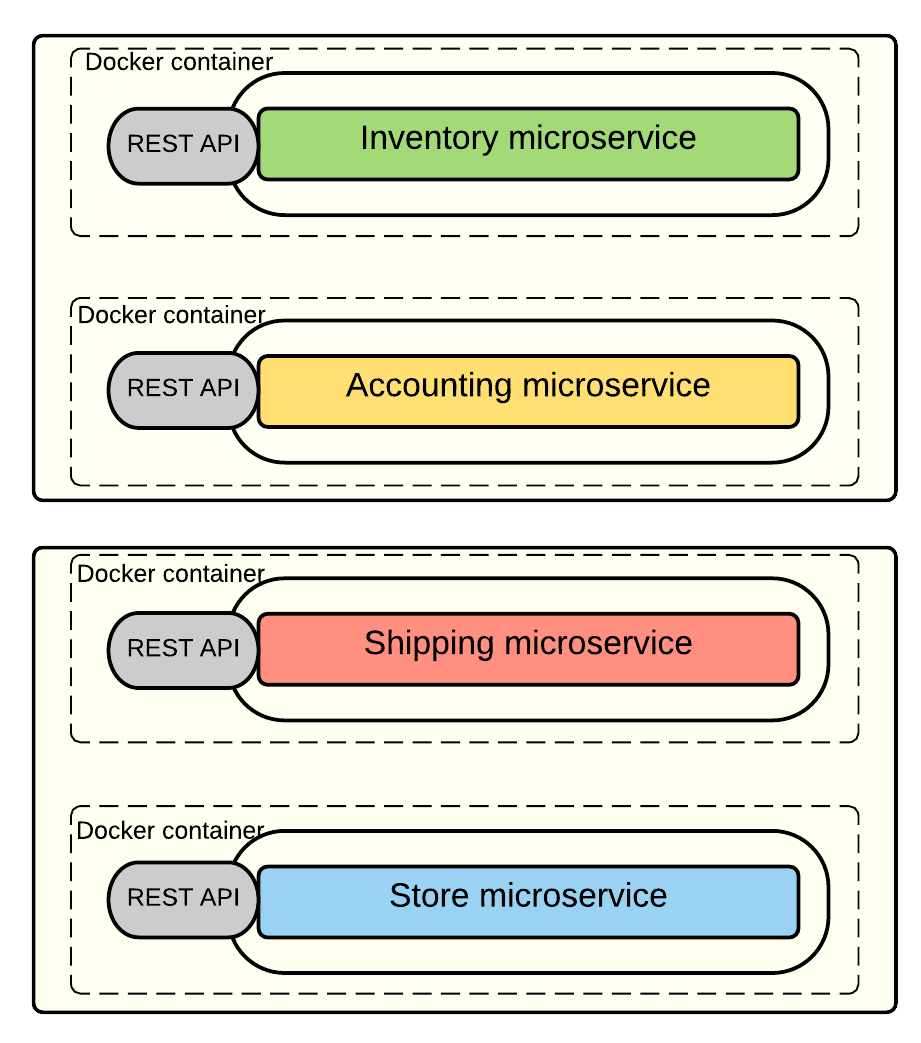 Docker container
REST API
Inventory microservice
Docker container
REST API
Accounting microservice
Docker container
REST API
Shipping microservice
Docker container
REST API
Store microservice